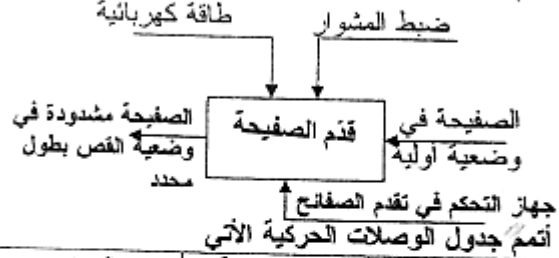 طاقة كهربائية
ضبط المشوار
الصفيحة في
وضعية أوليه
قدّم الصفيحة
الصفيحة مشدودة في
وضعية القص بطول
محدد
جهاز التحكم في تقدم الصفائح
أتمم جدول الوصلات الحركية الآتي